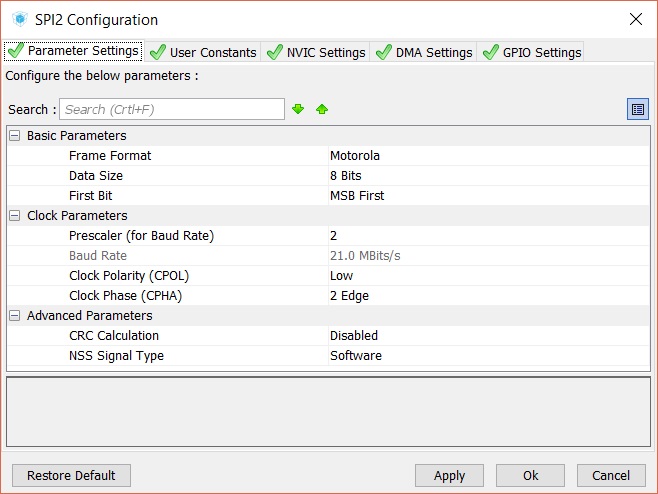 SPI2 Configuration
Parameter Settings User Constants NVIC Settings DMA Settings GPIO Settings
Configure the below parameters :
Search : Search (Crtl+F)
Basic Parameters
Frame Format Motorola
Data Size 8 Bits
First Bit MSB First
Clock Parameters
Prescaler (for Baud Rate) 2
Baud Rate 21.0 MBits/s
Clock Polarity (CPOL) Low
Clock Phase (CPHA) 2 Edge
Advanced Parameters
CRC Calculation Disabled
NSS Signal Type Software
Restore Default Apply Ok Cancel